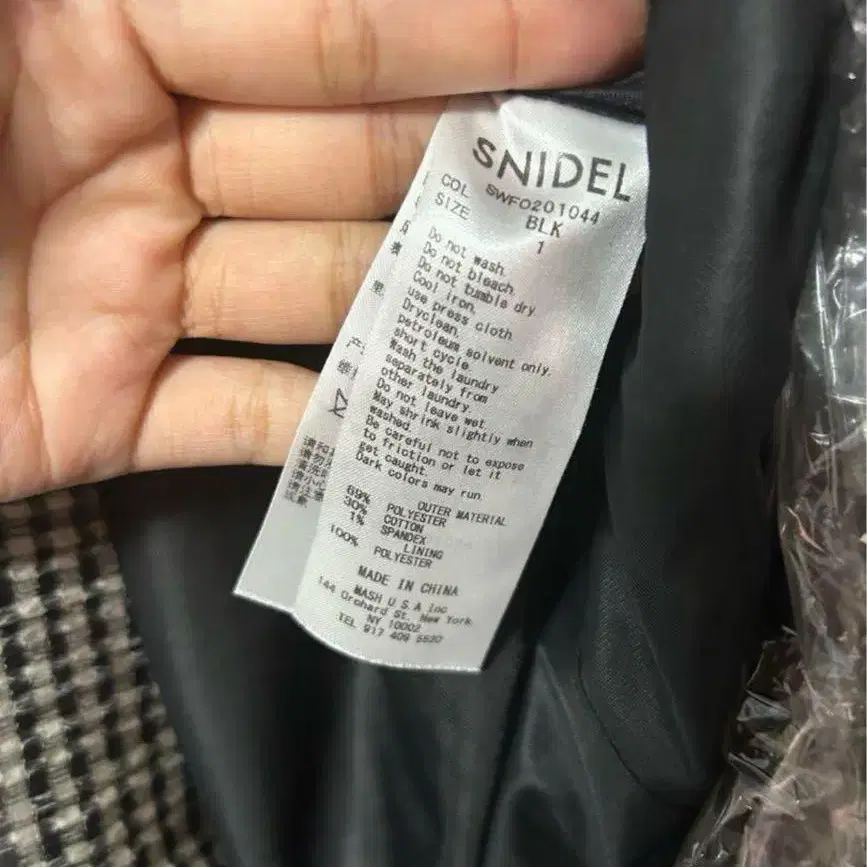 SNIDEL
SWFO201044
COL BLK
SIZE 1
Do not wash.
Do not bleach.
Do not tumble dry.
Cool iron.
use press cloth
Dryclean.
petroleum solvent only.
short cycle.
Wash the laundry
separately from
other laundry.
Do not leave wet.
May shrink slightly when
washed.
Be careful not to expose
to friction or let it
get caught.
Dark colors may run
OUTER MATERIAL
69% POLYESTER
30% COTTON
1% SPANDEX
LINING
100% POLYESTER
MADE IN CHINA
MASH U.S.A Inc
144 Orchard St. New York
NY 10002
TEL 917 409 5530